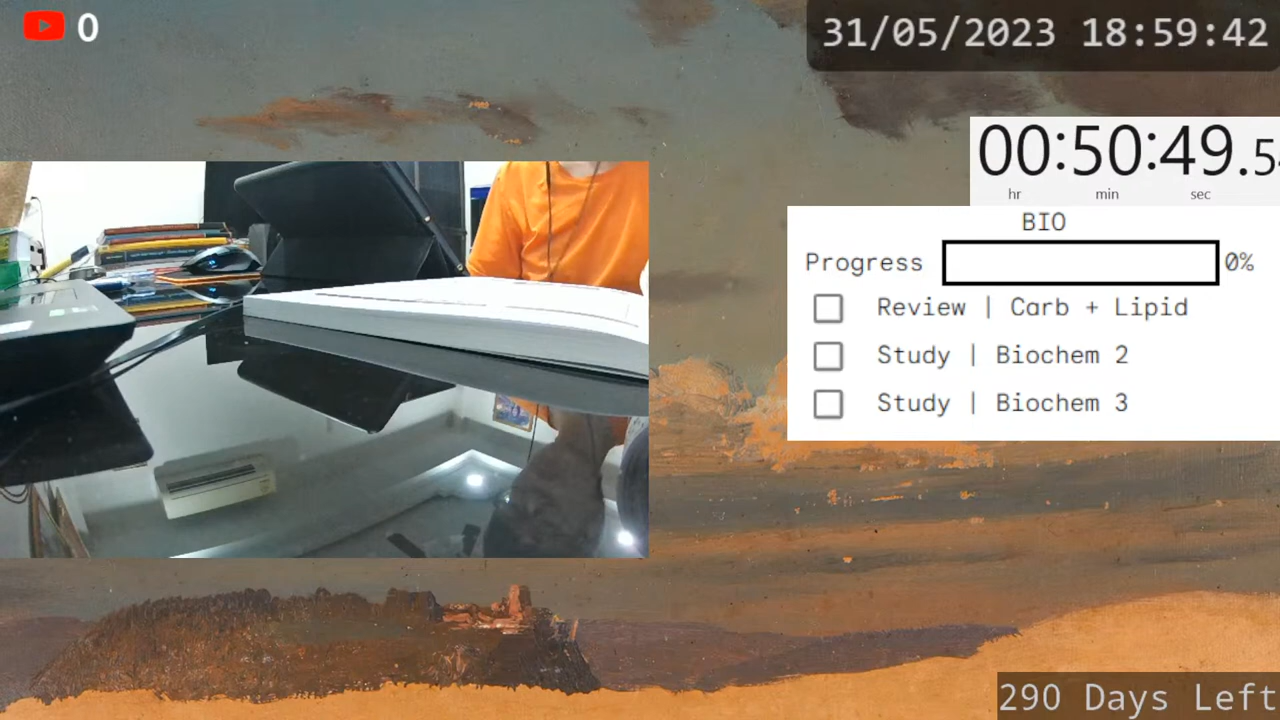 0
31/05/2023 18:59:42
00:50:49.5
hr min sec
BIO
Progress 0%
Review | Carb + Lipid
Study | Biochem 2
Study | Biochem 3
290 Days Left